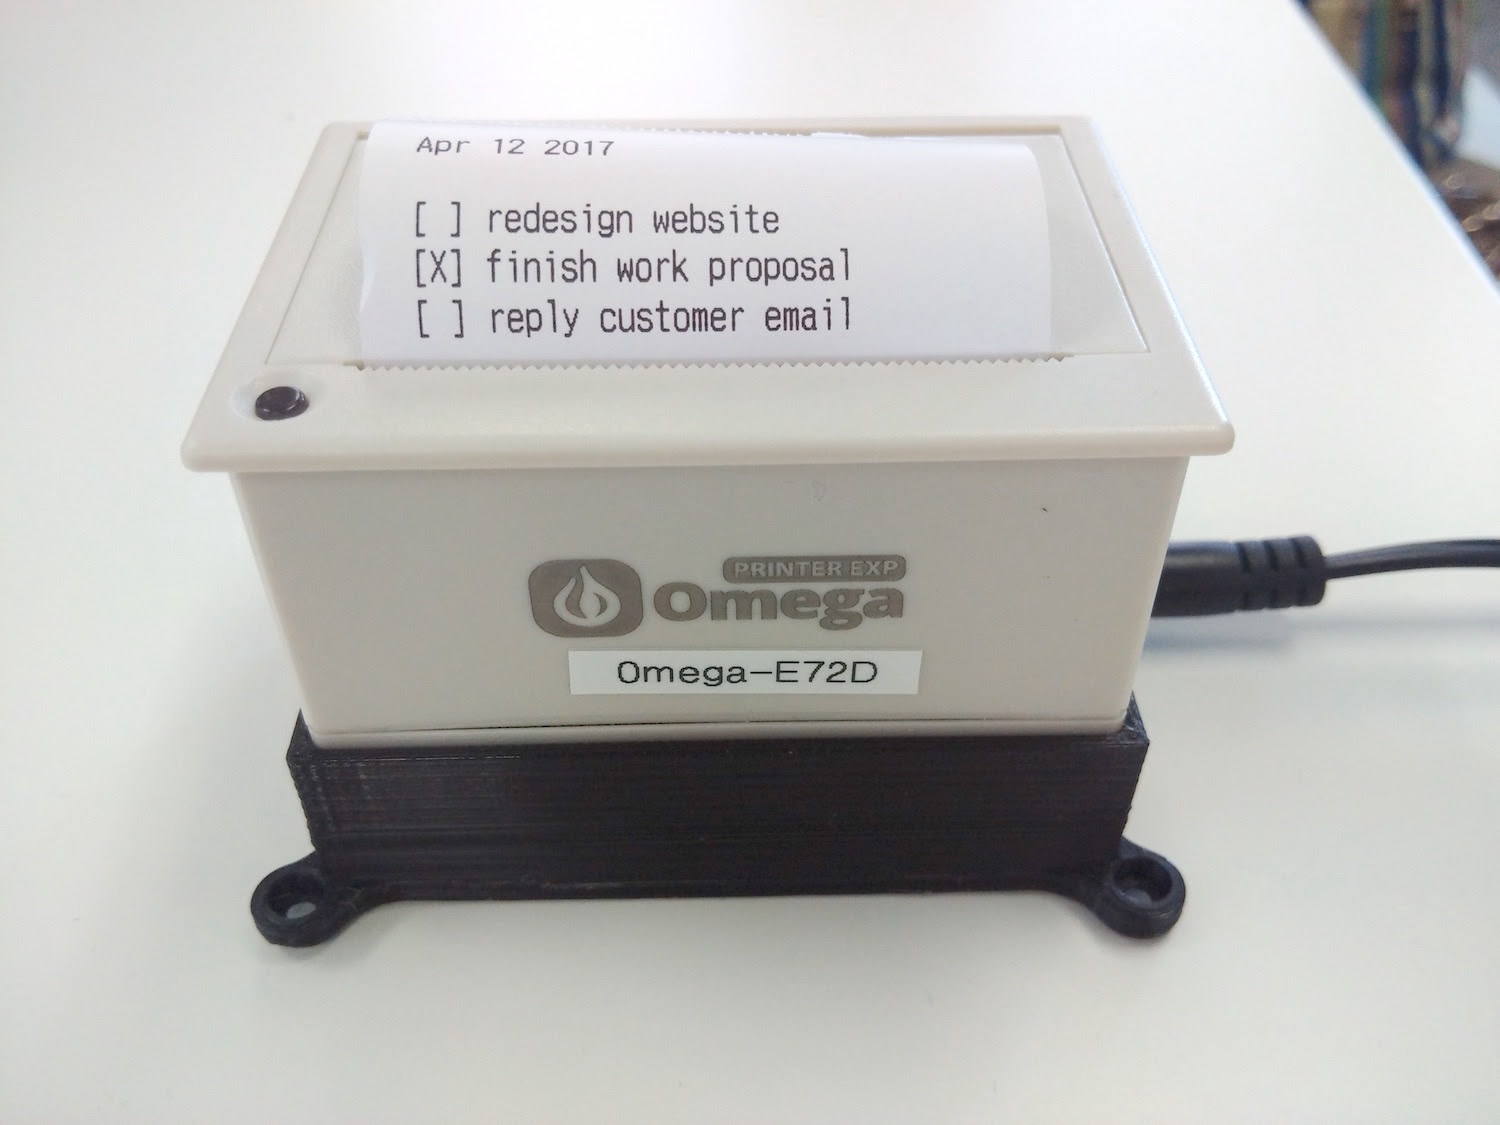 Apr 12 2017
[ ] redesign website
[X] finish work proposal
[ ] reply customer email
PRINTER EXP
Omega
Omega-E72D